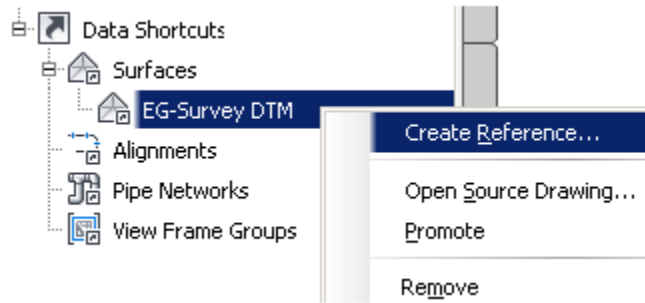 Data Shortcuts
Surfaces
EG-Survey DTM
Create Reference...
Alignments
Pipe Networks
Open Source Drawing...
View Frame Groups
Promote
Remove